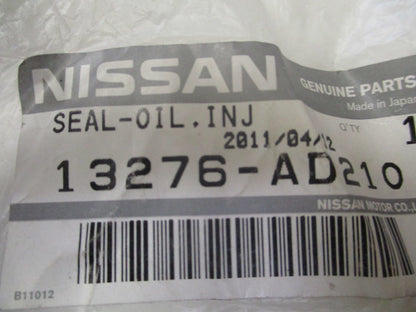 NISSAN
GENUINE PARTS
Made in Japan
SEAL-OIL.INJ
2011/04/12
Q'TY 1
13276-AD210
NISSAN MOTOR CO.,
B11012